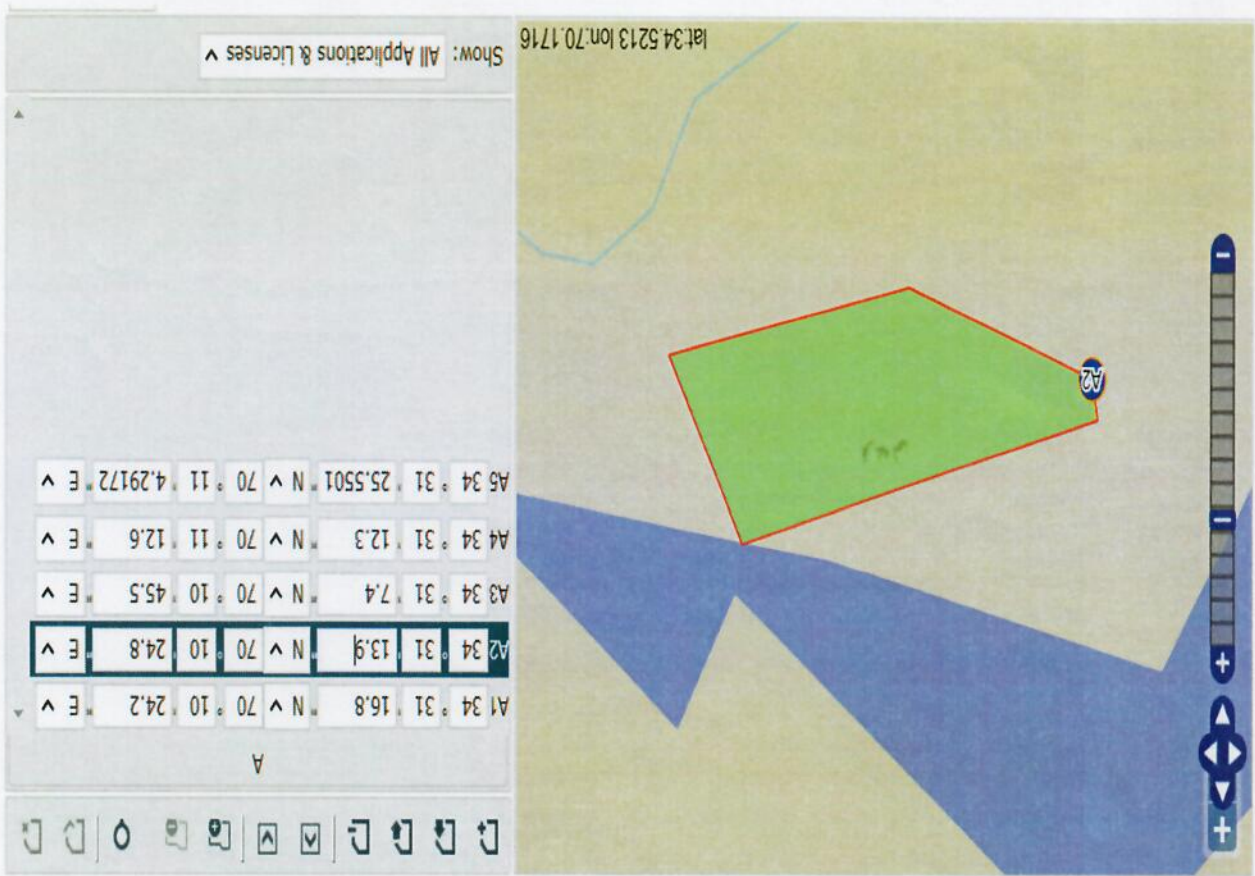 A
A1 34 ° 31 ' 16.8 " N 70 ° 10 ' 24.2 " E
A2 34 ° 31 ' 13.9 " N 70 ° 10 ' 24.8 " E
A3 34 ° 31 ' 7.4 " N 70 ° 10 ' 45.5 " E
A4 34 ° 31 ' 12.3 " N 70 ° 11 ' 12.6 " E
A5 34 ° 31 ' 25.5501 " N 70 ° 11 ' 4.29172 " E
A2
lat:34.5213 lon:70.1716
Show: All Applications & Licenses